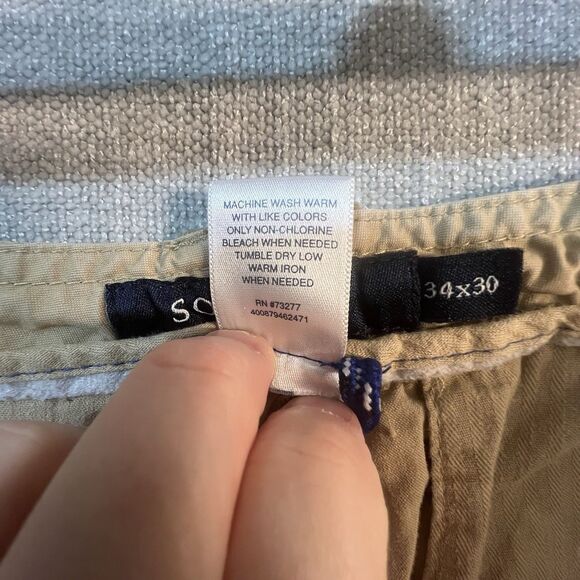 MACHINE WASH WARM
WITH LIKE COLORS
ONLY NON-CHLORINE
BLEACH WHEN NEEDED
TUMBLE DRY LOW
WARM IRON
WHEN NEEDED
RN #73277
400879462471
34x30